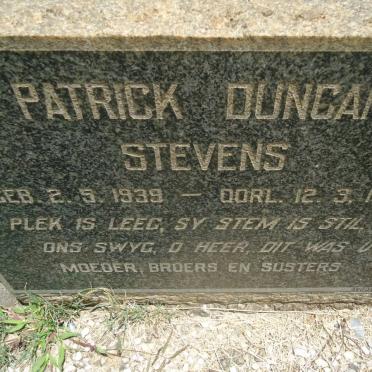 PATRICK DUNCAN
STEVENS
GEB. 2.5.1939 — OORL. 12.3.1
PLEK IS LEEG, SY STEM IS STIL
ONS SWYG, O HEER, DIT WAS U
MOEDER, BROERS EN SUSTERS